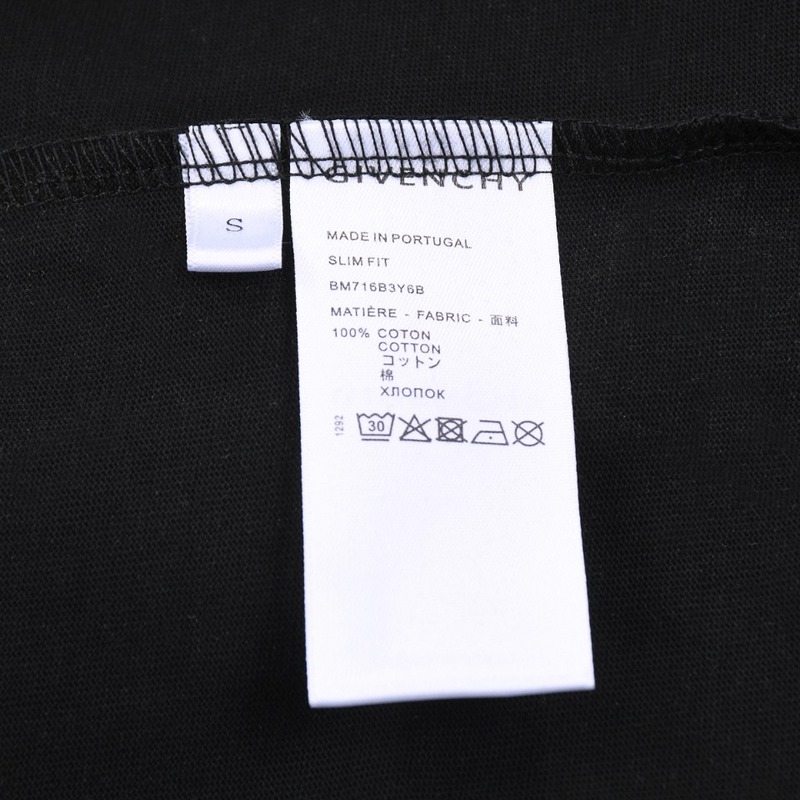 S
GIVENCHY
MADE IN PORTUGAL
SLIM FIT
BM716B3Y6B
MATIÈRE - FABRIC - 面料
100% COTON
COTTON
コットン
棉
ХЛОПОК
1292
30